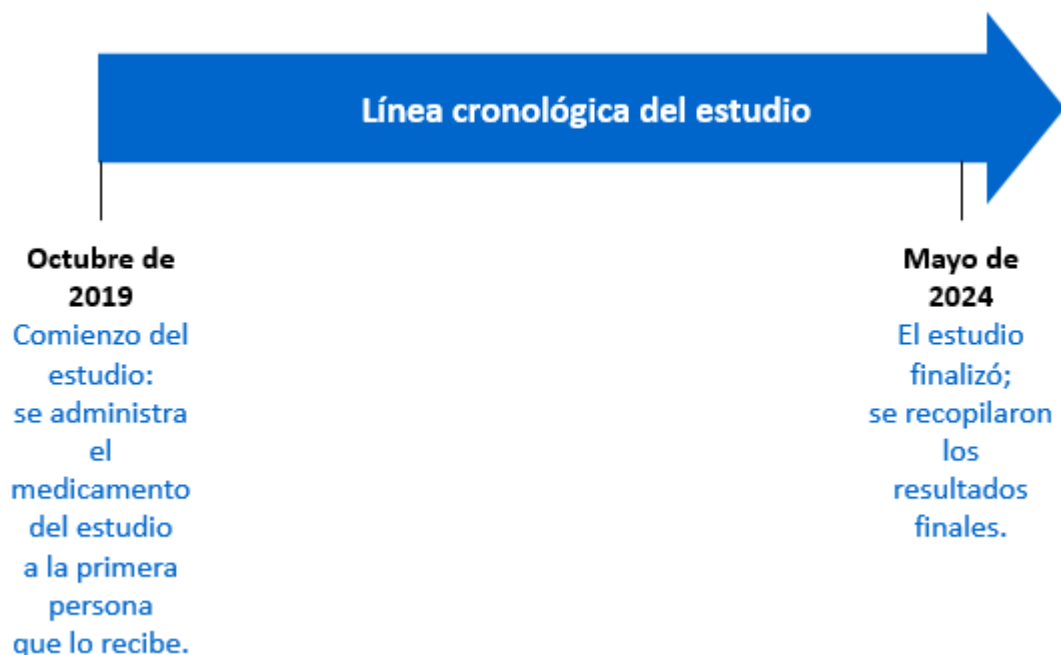 Línea cronológica del estudio
Octubre de
2019
Comienzo del
estudio:
se administra
el
medicamento
del estudio
a la primera
persona
que lo recibe.
Mayo de
2024
El estudio
finalizó;
se recopilaron
los
resultados
finales.